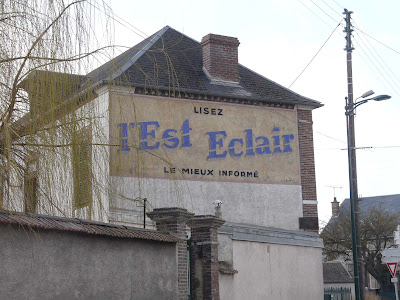 LISEZ
l'Est Eclair
LE MIEUX INFORMÉ